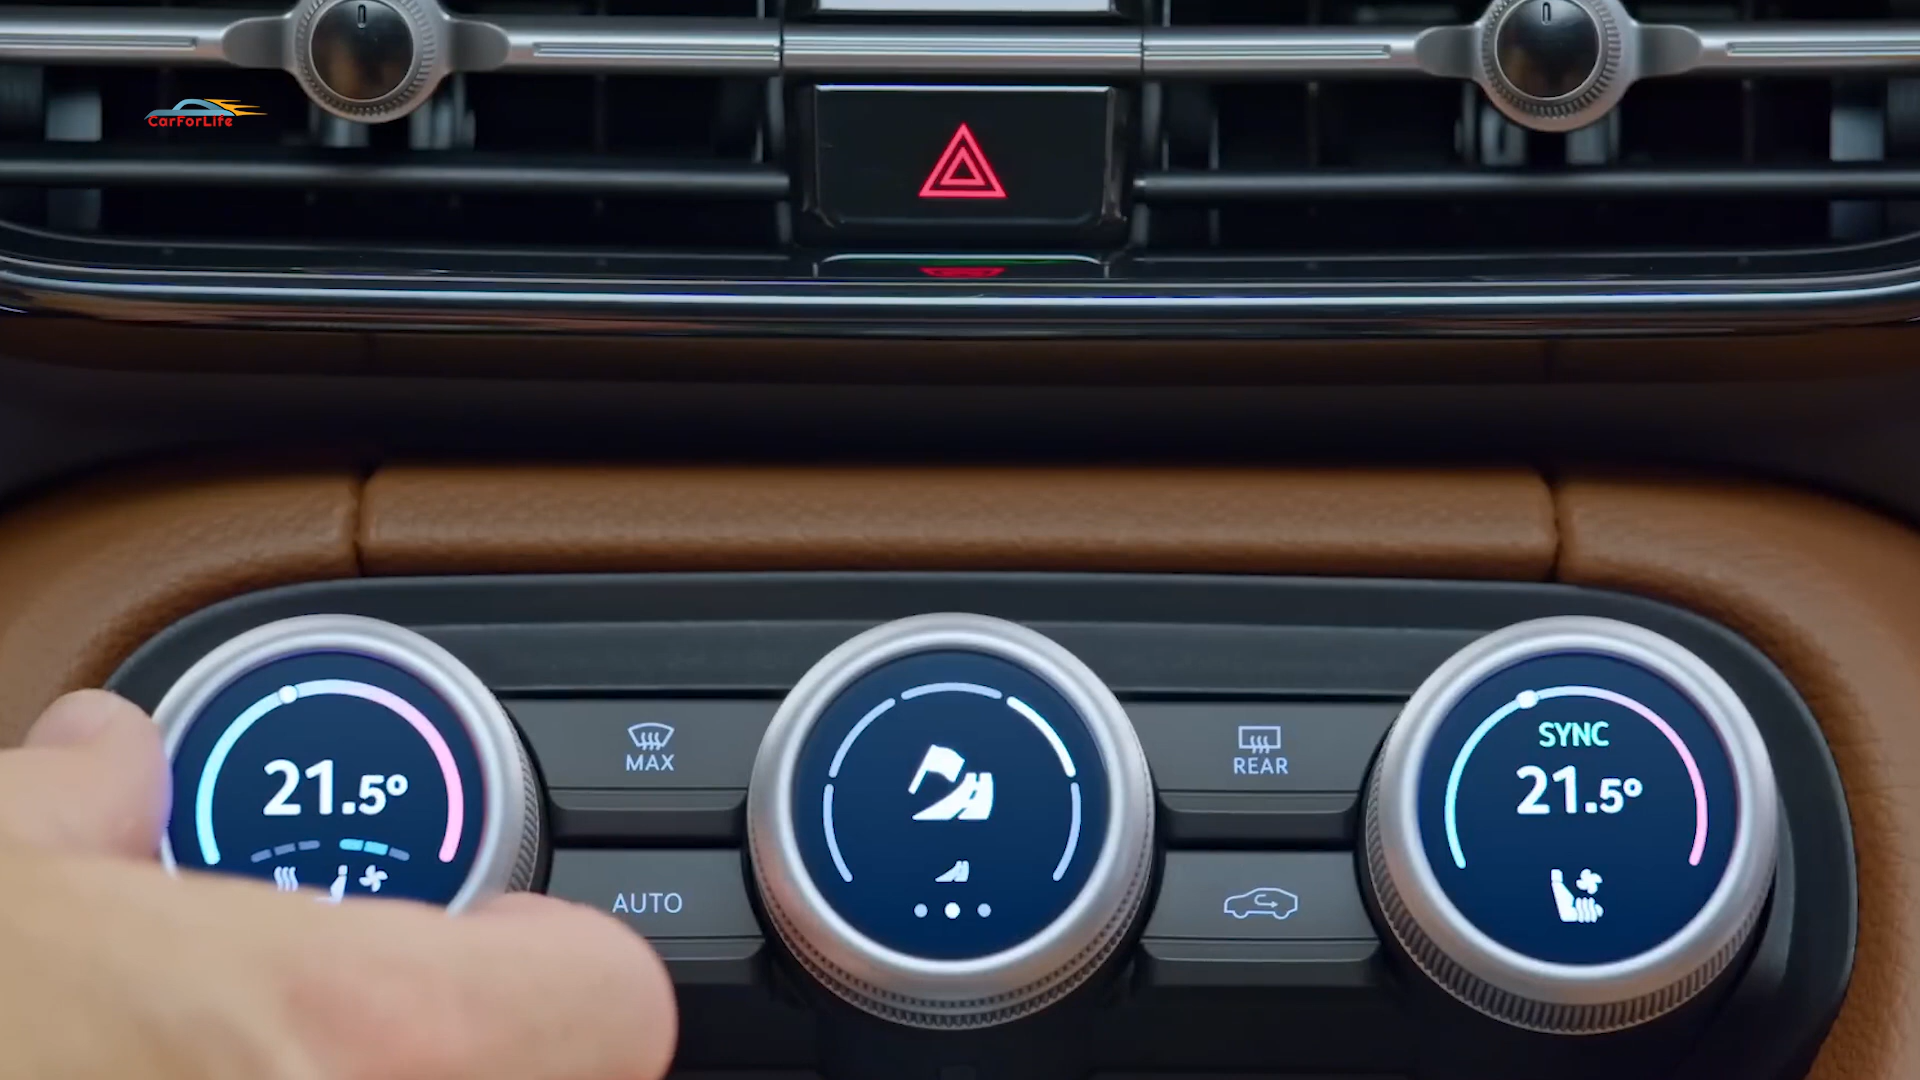 CarForLife
21.5°
MAX
AUTO
REAR
SYNC
21.5°